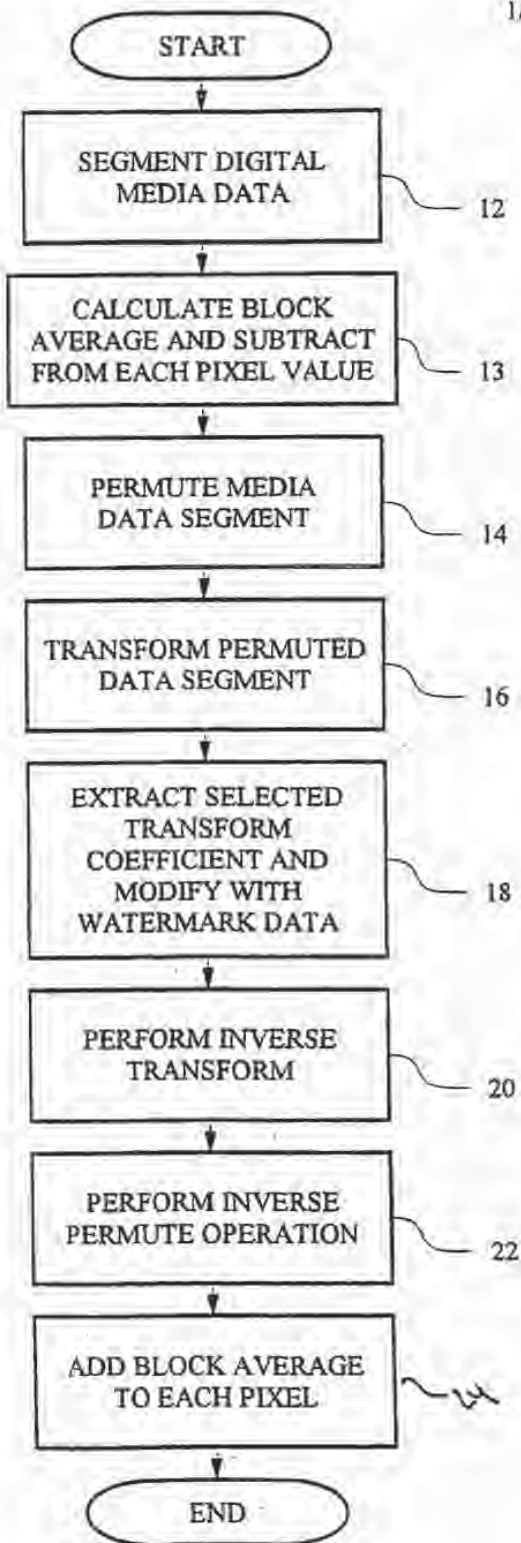 START
SEGMENT DIGITAL
MEDIA DATA
12
CALCULATE BLOCK
AVERAGE AND SUBTRACT
FROM EACH PIXEL VALUE
13
PERMUTE MEDIA
DATA SEGMENT
14
TRANSFORM PERMUTED
DATA SEGMENT
16
EXTRACT SELECTED
TRANSFORM
COEFFICIENT AND
MODIFY WITH
WATERMARK DATA
18
PERFORM INVERSE
TRANSFORM
20
PERFORM INVERSE
PERMUTE OPERATION
22
ADD BLOCK AVERAGE
TO EACH PIXEL
24
END